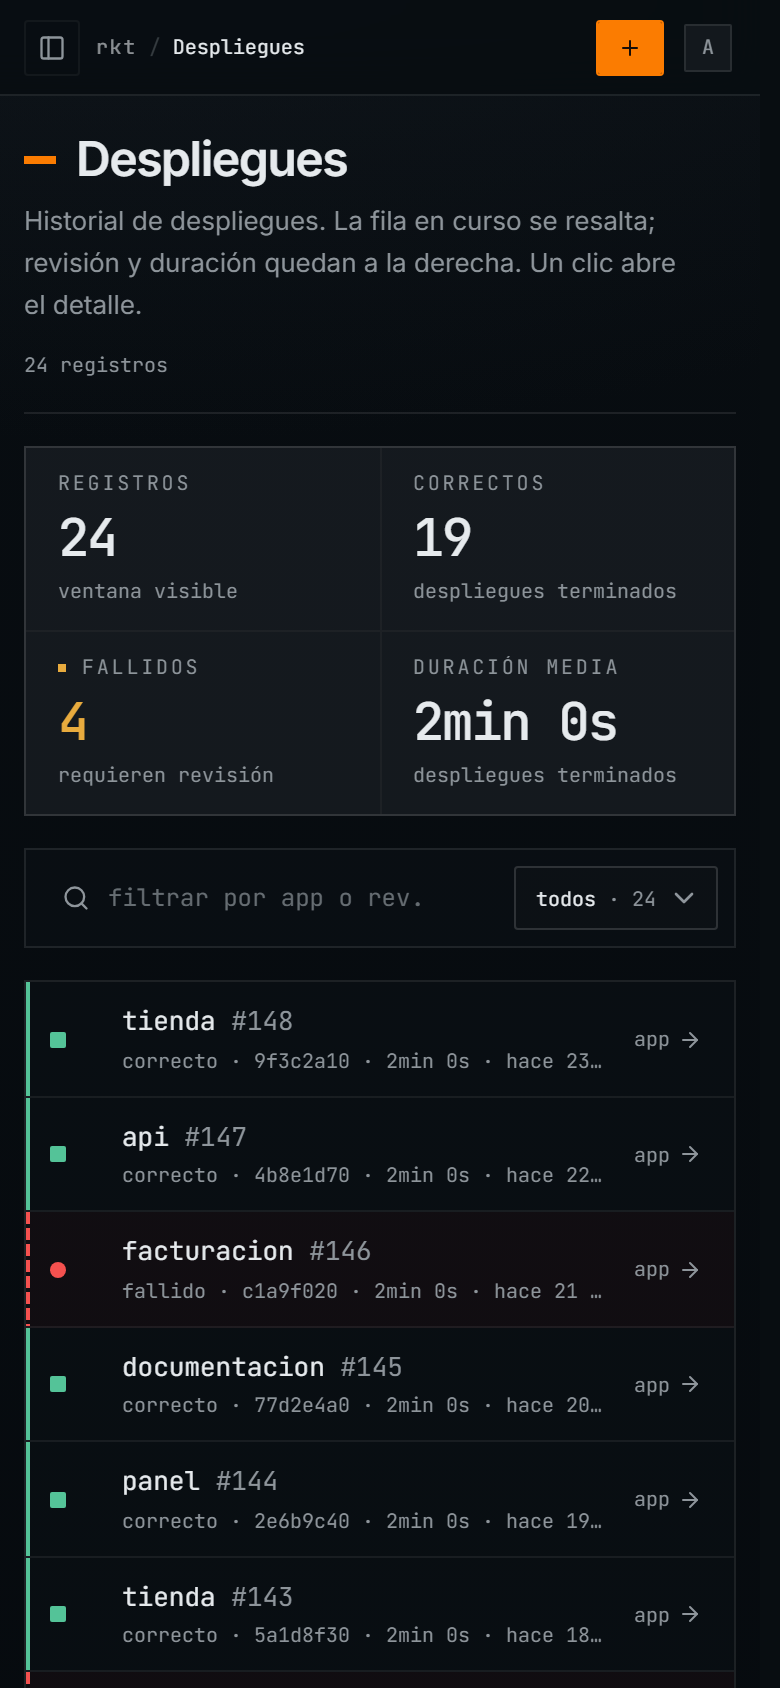 rkt / Despliegues
+
A
Despliegues
Historial de despliegues. La fila en curso se resalta;
revisión y duración quedan a la derecha. Un clic abre
el detalle.
24 registros
REGISTROS
24
ventana visible
CORRECTOS
19
despliegues terminados
FALLIDOS
4
requieren revisión
DURACIÓN MEDIA
2min 0s
despliegues terminados
filtrar por app o rev.
todos · 24
tienda #148
correcto · 9f3c2a10 · 2min 0s · hace 23…
app →
api #147
correcto · 4b8e1d70 · 2min 0s · hace 22…
app →
facturacion #146
fallido · c1a9f020 · 2min 0s · hace 21 …
app →
documentacion #145
correcto · 77d2e4a0 · 2min 0s · hace 20…
app →
panel #144
correcto · 2e6b9c40 · 2min 0s · hace 19…
app →
tienda #143
correcto · 5a1d8f30 · 2min 0s · hace 18…
app →